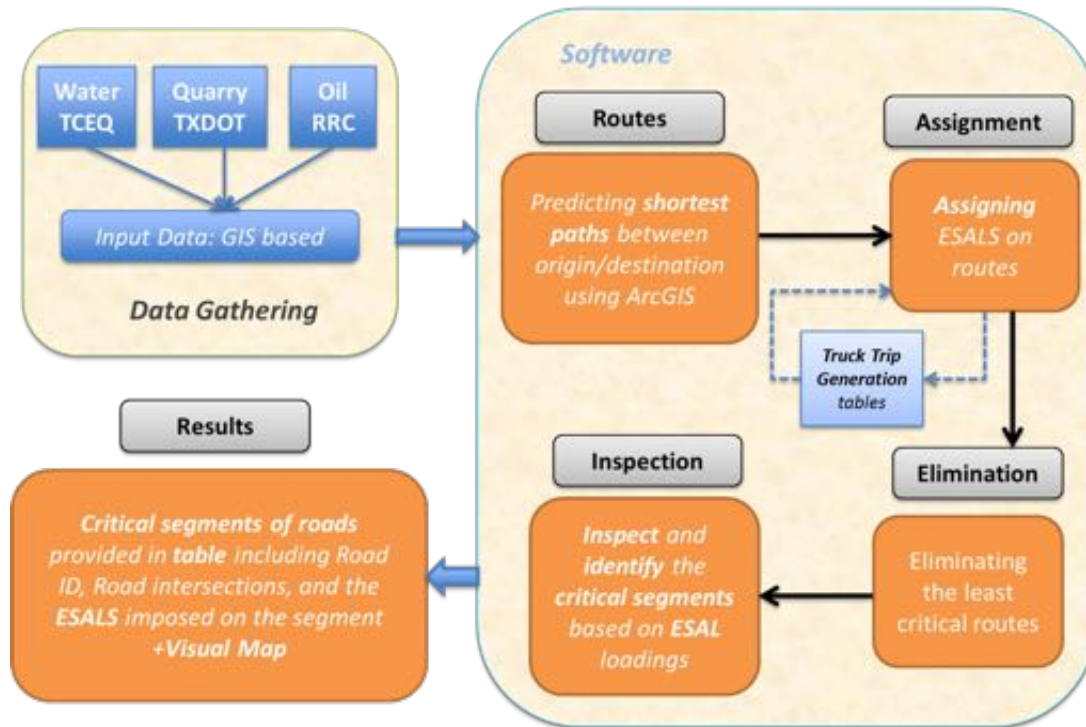 Water
TCEQ
Quarry
TXDOT
Oil
RRC
Input Data: GIS based
Data Gathering
Software
Routes
Predicting shortest
paths between
origin/destination
using ArcGIS
Assignment
Assigning
ESALS on
routes
Truck Trip
Generation
tables
Elimination
Eliminating
the least
critical routes
Inspection
Inspect and
identify the
critical segments
based on ESAL
loadings
Results
Critical segments of roads
provided in table including Road
ID, Road intersections, and the
ESALS imposed on the segment
+Visual Map